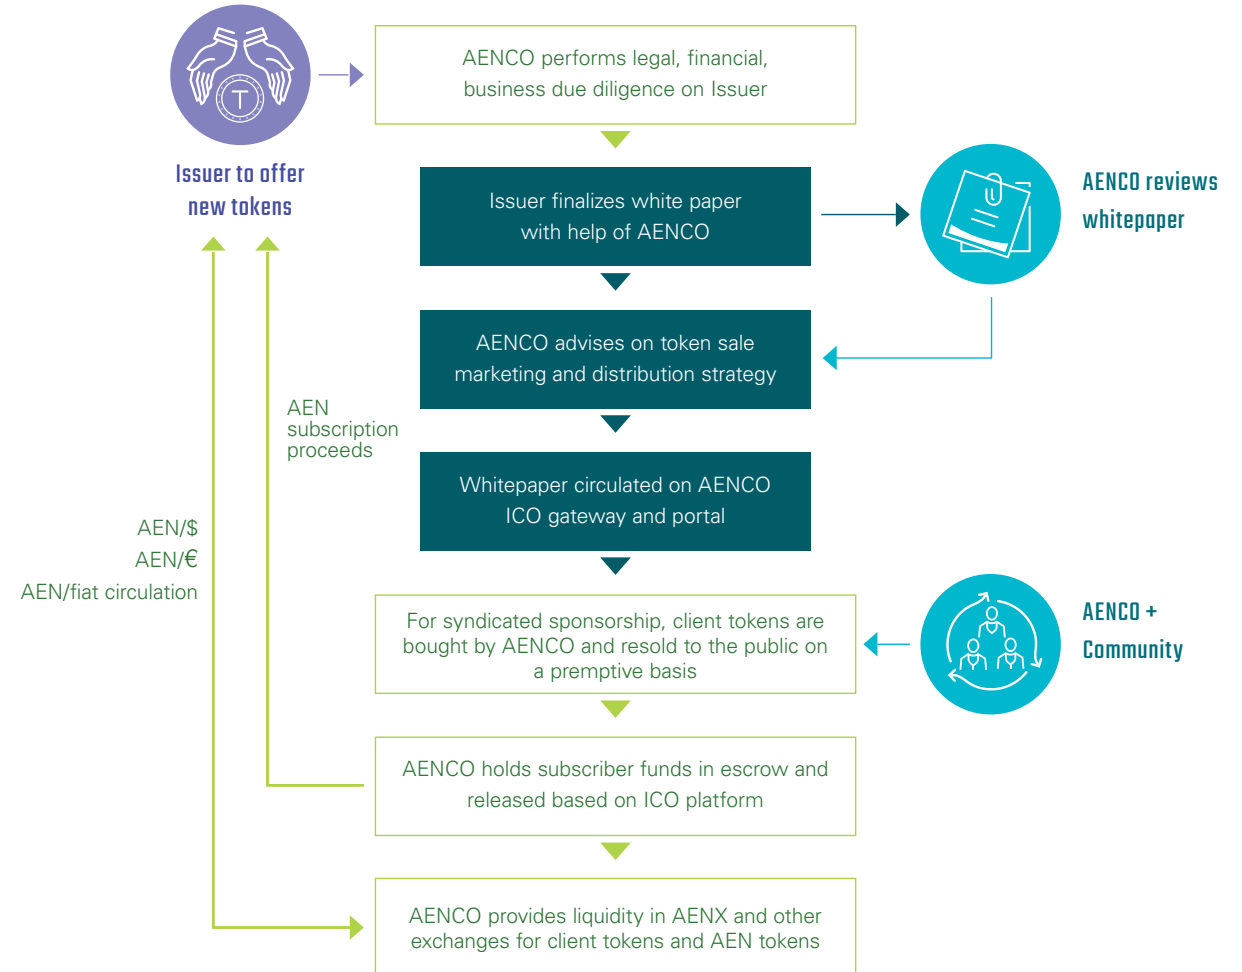 AENCO performs legal, financial,
business due diligence on Issuer
T
Issuer to offer
new tokens
Issuer finalizes white paper
with help of AENCO
AENCO reviews
whitepaper
AENCO advises on token sale
marketing and distribution strategy
AEN
subscription
proceeds
Whitepaper circulated on AENCO
ICO gateway and portal
AEN/$
AEN/€
AEN/fiat circulation
For syndicated sponsorship, client tokens are
bought by AENCO and resold to the public on
a premptive basis
AENCO +
Community
AENCO holds subscriber funds in escrow and
released based on ICO platform
AENCO provides liquidity in AENX and other
exchanges for client tokens and AEN tokens